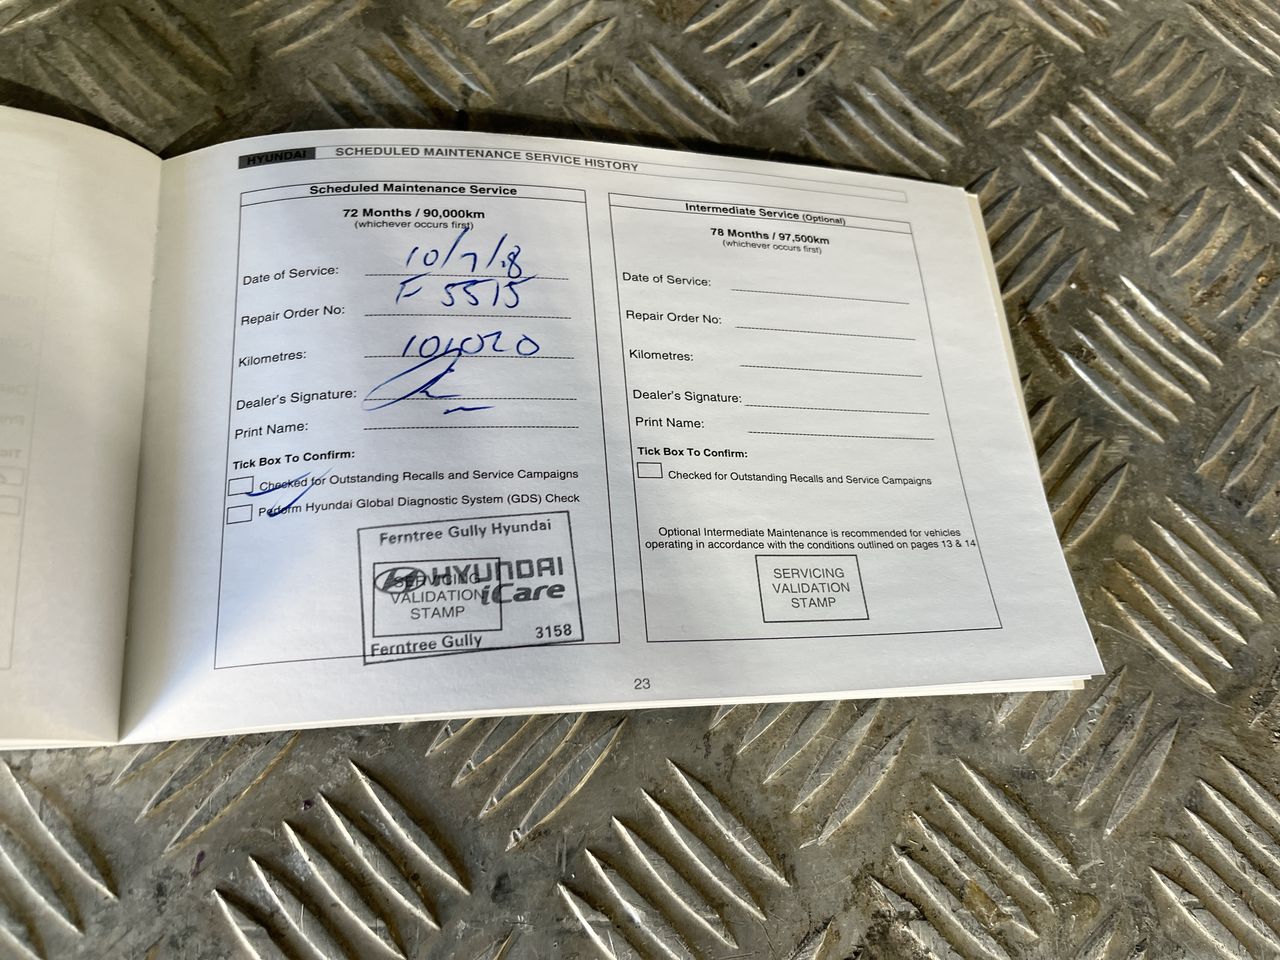 HYUNDAI SCHEDULED MAINTENANCE SERVICE HISTORY
Scheduled Maintenance Service
72 Months / 90,000km
(whichever occurs first)
Date of Service: 10/7/18
Repair Order No: F 5515
Kilometres: 101020
Dealer's Signature:
Print Name:
Tick Box To Confirm:
Checked for Outstanding Recalls and Service Campaigns
Perform Hyundai Global Diagnostic System (GDS) Check
Ferntree Gully Hyundai
HYUNDAI
iCare
SERVICING
VALIDATION
STAMP
Ferntree Gully 3158
Intermediate Service (Optional)
78 Months / 97,500km
(whichever occurs first)
Date of Service:
Repair Order No:
Kilometres:
Dealer's Signature:
Print Name:
Tick Box To Confirm:
Checked for Outstanding Recalls and Service Campaigns
Optional Intermediate Maintenance is recommended for vehicles
operating in accordance with the conditions outlined on pages 13 & 14
SERVICING
VALIDATION
STAMP
23